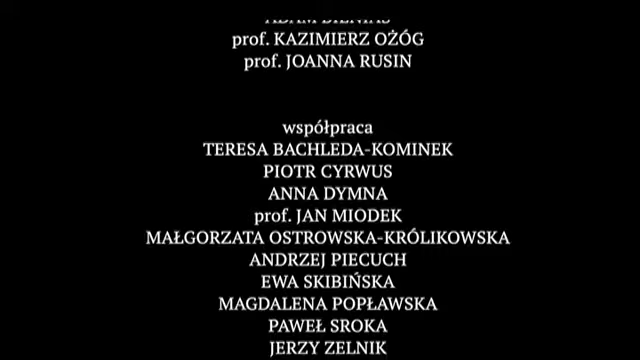 prof. KAZIMIERZ OŻÓG
prof. JOANNA RUSIN
współpraca
TERESA BACHLEDA-KOMINEK
PIOTR CYRWUS
ANNA DYMNA
prof. JAN MIODEK
MAŁGORZATA OSTROWSKA-KRÓLIKOWSKA
ANDRZEJ PIECUCH
EWA SKIBIŃSKA
MAGDALENA POPŁAWSKA
PAWEŁ SROKA
JERZY ZELNIK